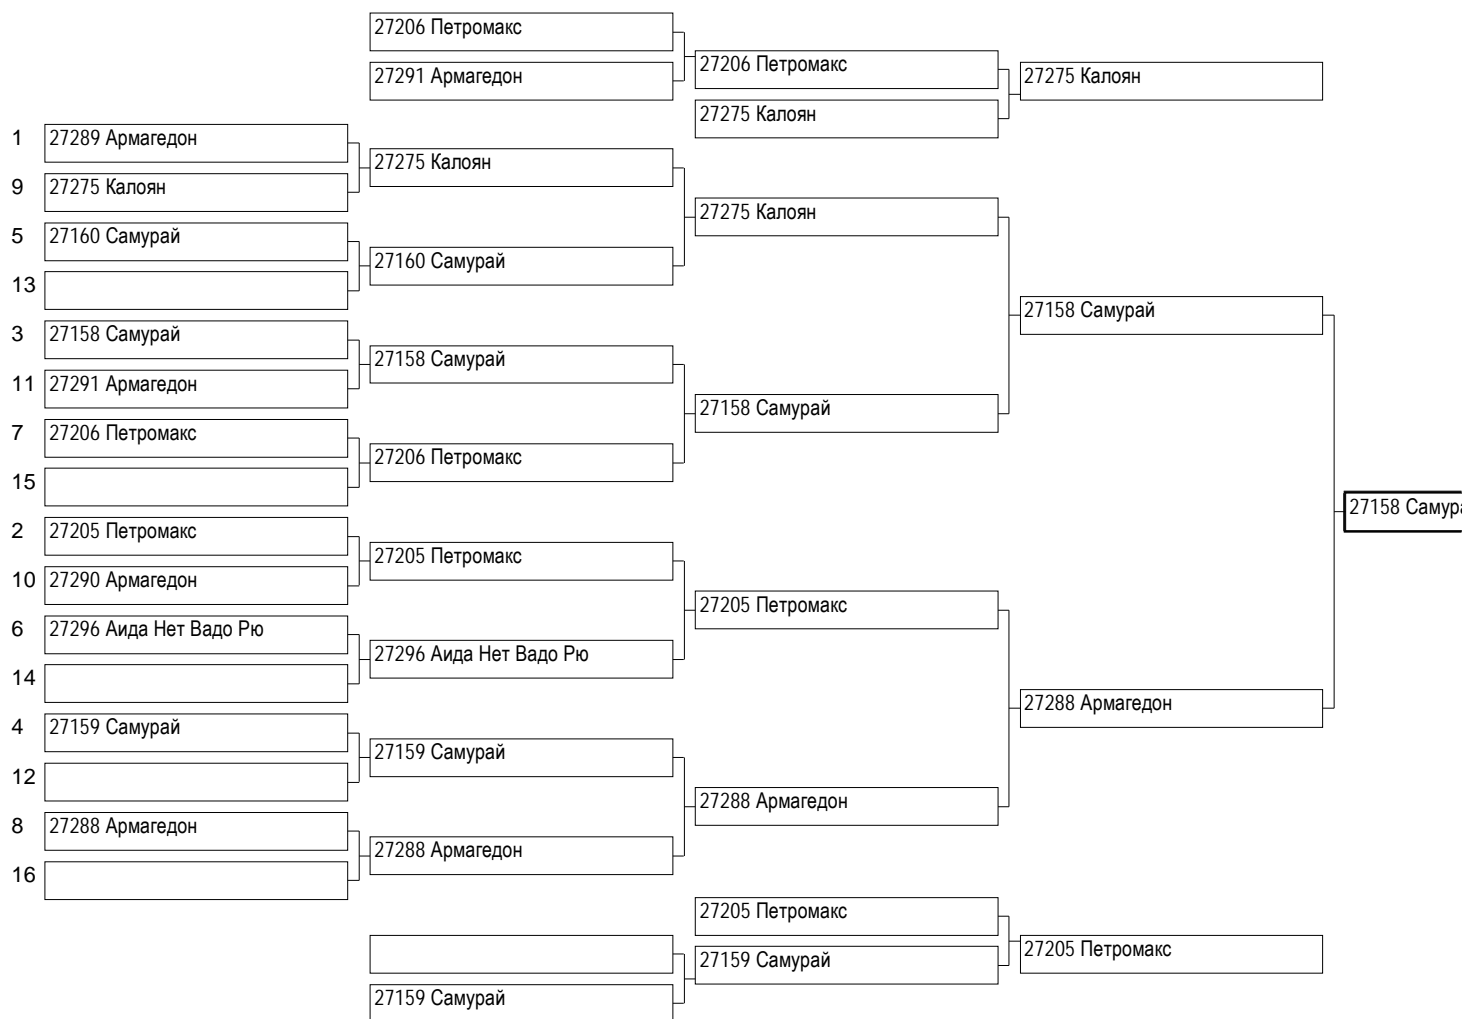 27206 Петромакс
27291 Армагедон
27206 Петромакс
27275 Калоян
27275 Калоян
1 27289 Армагедон
9 27275 Калоян
5 27160 Самурай
13
3 27158 Самурай
11 27291 Армагедон
7 27206 Петромакс
15
2 27205 Петромакс
10 27290 Армагедон
6 27296 Аида Нет Вадо Рю
14
4 27159 Самурай
12
8 27288 Армагедон
16
27275 Калоян
27160 Самурай
27158 Самурай
27206 Петромакс
27205 Петромакс
27296 Аида Нет Вадо Рю
27159 Самурай
27288 Армагедон
27275 Калоян
27158 Самурай
27205 Петромакс
27288 Армагедон
27158 Самурай
27288 Армагедон
27158 Самура
27159 Самурай
27205 Петромакс
27159 Самурай
27205 Петромакс